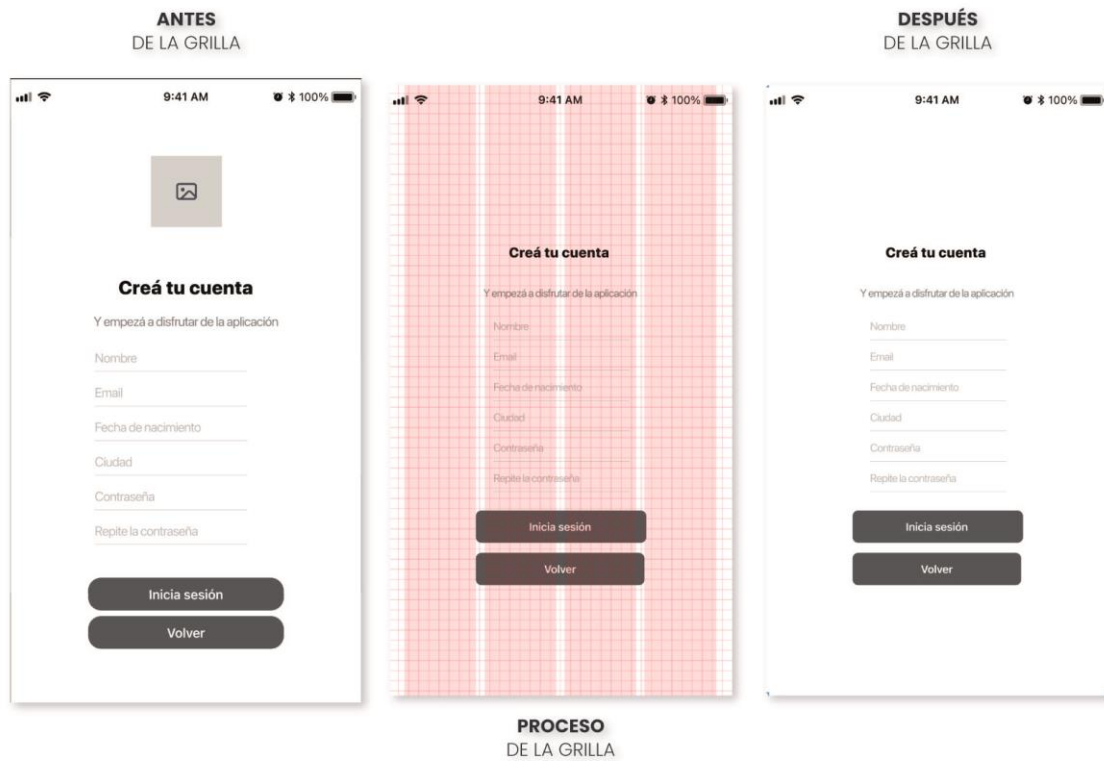 ANTES
DE LA GRILLA
DESPUÉS
DE LA GRILLA
9:41 AM
100%
Creá tu cuenta
Y empezá a disfrutar de la aplicación
Nombre
Email
Fecha de nacimiento
Ciudad
Contraseña
Repite la contraseña
Inicia sesión
Volver
9:41 AM
100%
Creá tu cuenta
Y empezá a disfrutar de la aplicación
Nombre
Email
Fecha de nacimiento
Ciudad
Contraseña
Repite la contraseña
Inicia sesión
Volver
9:41 AM
100%
Creá tu cuenta
Y empezá a disfrutar de la aplicación
Nombre
Email
Fecha de nacimiento
Ciudad
Contraseña
Repite la contraseña
Inicia sesión
Volver
PROCESO
DE LA GRILLA